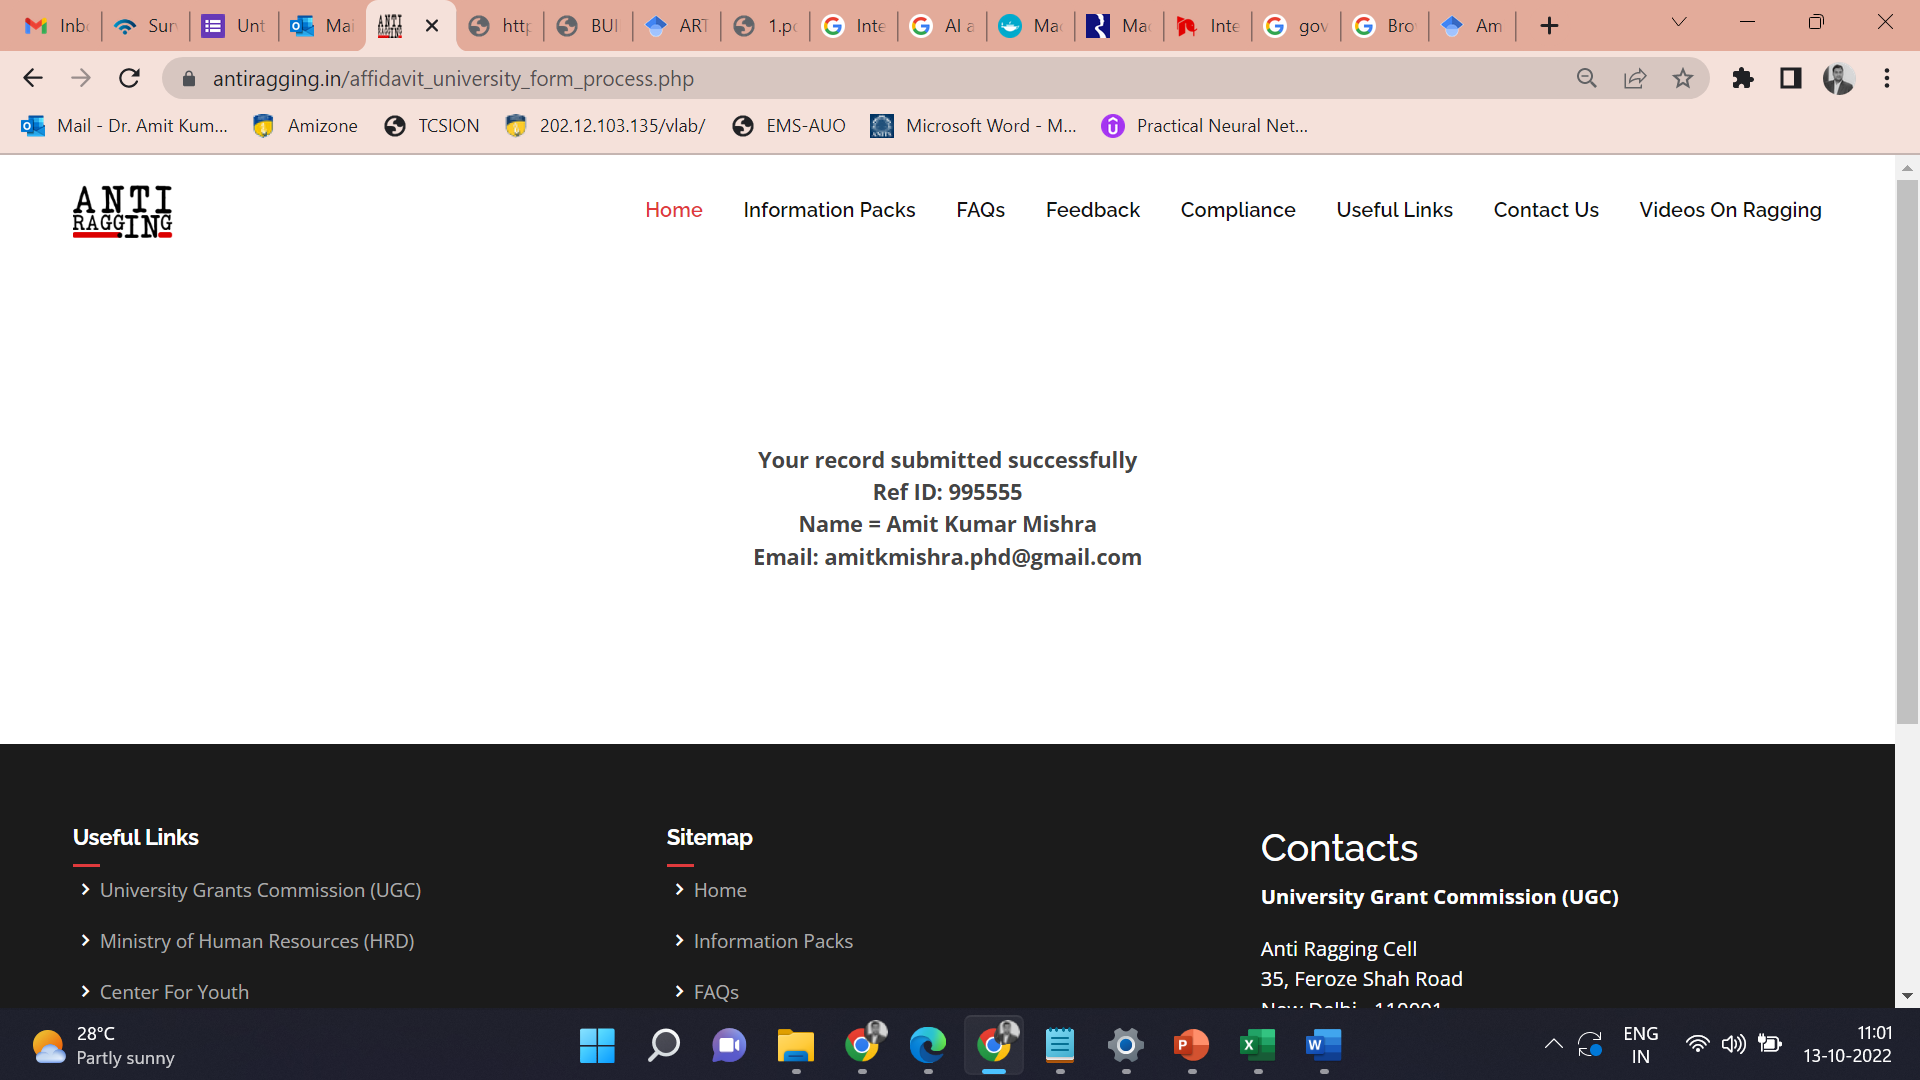 Inb
Sur
Unt
Mai
http
BUI
ART
1.pc
Inte
AI a
Mac
Mac
Inte
gov
Bro
Am
antiragging.in/affidavit_university_form_process.php
Mail - Dr. Amit Kum...
Amizone
TCSION
202.12.103.135/vlab/
EMS-AUO
Microsoft Word - M...
Practical Neural Net...
ANTI
RAGGING
Home
Information Packs
FAQs
Feedback
Compliance
Useful Links
Contact Us
Videos On Ragging
Your record submitted successfully
Ref ID: 995555
Name = Amit Kumar Mishra
Email: amitkmishra.phd@gmail.com
Useful Links
University Grants Commission (UGC)
Ministry of Human Resources (HRD)
Center For Youth
Sitemap
Home
Information Packs
FAQs
Contacts
University Grant Commission (UGC)
Anti Ragging Cell
35, Feroze Shah Road
New Delhi - 110001
28°C
Partly sunny
ENG
IN
11:01
13-10-2022